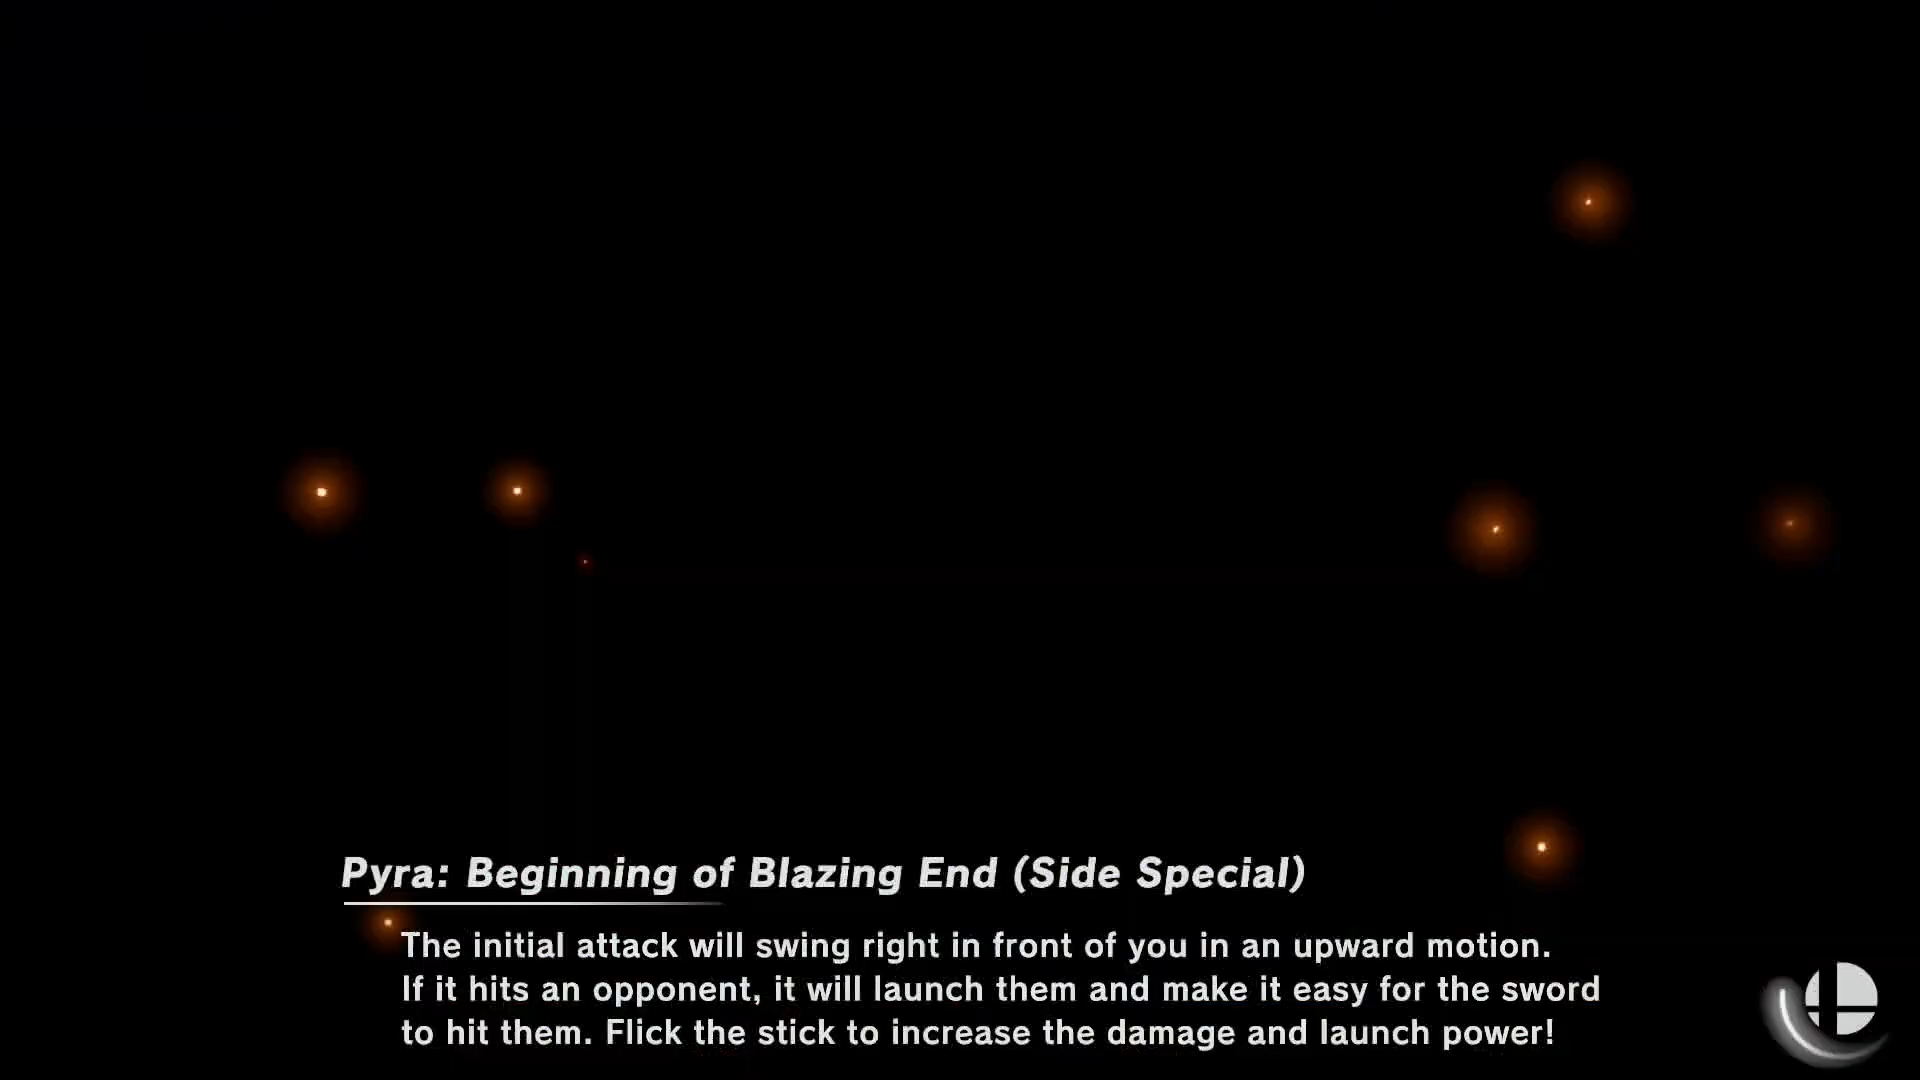 Pyra: Beginning of Blazing End (Side Special)
The initial attack will swing right in front of you in an upward motion.
If it hits an opponent, it will launch them and make it easy for the sword
to hit them. Flick the stick to increase the damage and launch power!